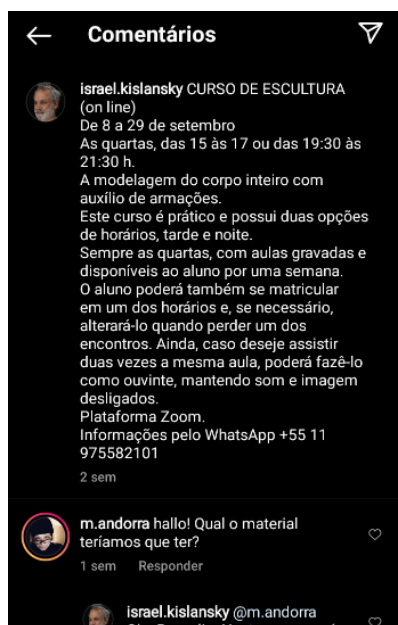 Comentários
israel.kislansky CURSO DE ESCULTURA
(on line)
De 8 a 29 de setembro
As quartas, das 15 às 17 ou das 19:30 às
21:30 h.
A modelagem do corpo inteiro com
auxílio de armações.
Este curso é prático e possui duas opções
de horários, tarde e noite.
Sempre as quartas, com aulas gravadas e
disponíveis ao aluno por uma semana.
O aluno poderá também se matricular
em um dos horários e, se necessário,
alterará-lo quando perder um dos
encontros. Ainda, caso deseje assistir
duas vezes a mesma aula, poderá fazê-lo
como ouvinte, mantendo som e imagem
desligados.
Plataforma Zoom.
Informações pelo WhatsApp +55 11
975582101
2 sem
m.andorra hallo! Qual o material
teríamos que ter?
1 sem Responder
israel.kislansky @m.andorra